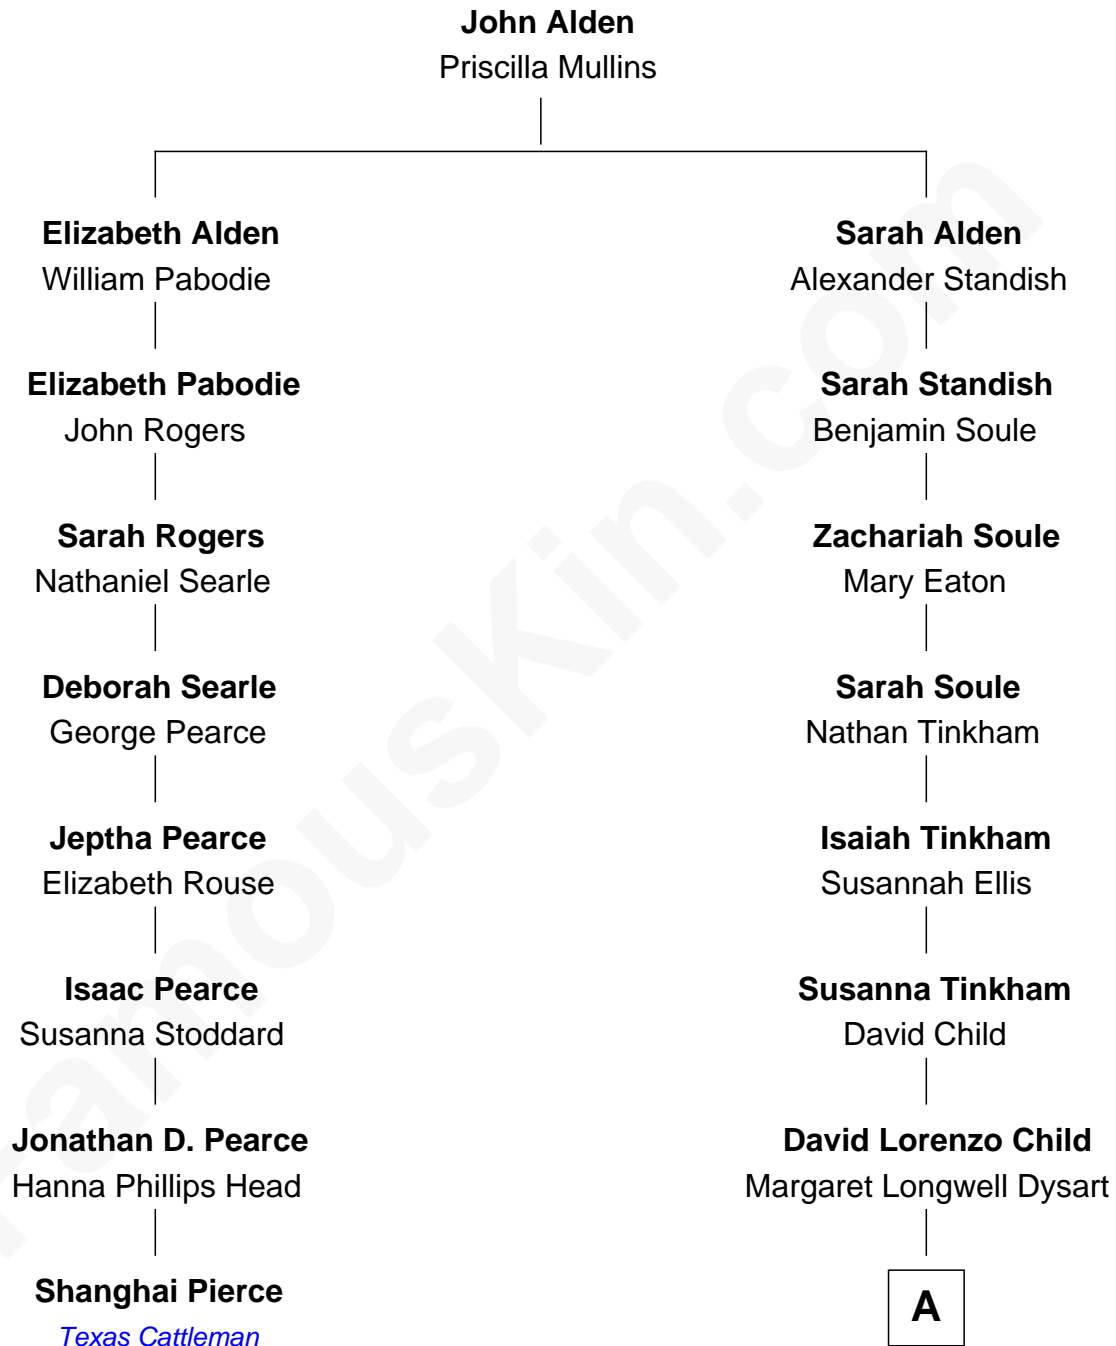 John Alden
Priscilla Mullins
Elizabeth Alden
William Pabodie
Sarah Alden
Alexander Standish
Elizabeth Pabodie
John Rogers
Sarah Standish
Benjamin Soule
Sarah Rogers
Nathaniel Searle
Zachariah Soule
Mary Eaton
Deborah Searle
George Pearce
Sarah Soule
Nathan Tinkham
Jeptha Pearce
Elizabeth Rouse
Isaiah Tinkham
Susannah Ellis
Isaac Pearce
Susanna Stoddard
Susanna Tinkham
David Child
Jonathan D. Pearce
Hanna Phillips Head
David Lorenzo Child
Margaret Longwell Dysart
Shanghai Pierce
Texas Cattleman
A
FamousKin.com